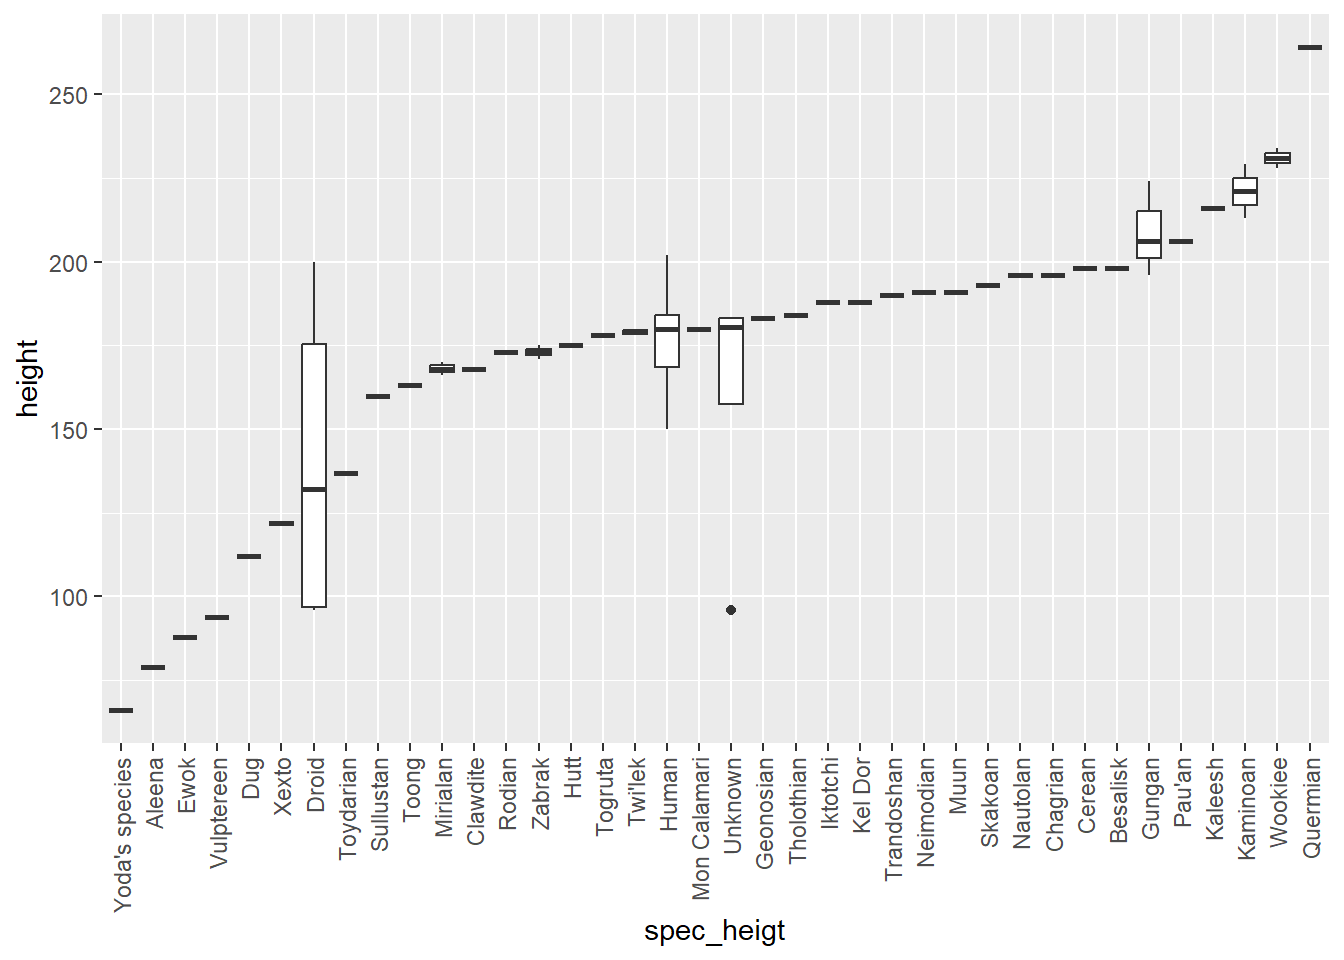 250
200
150
100
height
Yoda's species
Aleena
Ewok
Vulptereen
Dug
Xexto
Droid
Toydarian
Sullustan
Toong
Mirialan
Clawdite
Rodian
Zabrak
Hutt
Togruta
Twi'lek
Human
Mon Calamari
Unknown
Geonosian
Tholothian
Iktotchi
Kel Dor
Trandoshan
Neimodian
Muun
Skakoan
Nautolan
Chagrian
Cerean
Besalisk
Gungan
Pau'an
Kaleesh
Kaminoan
Wookiee
Quermian
spec_heigt